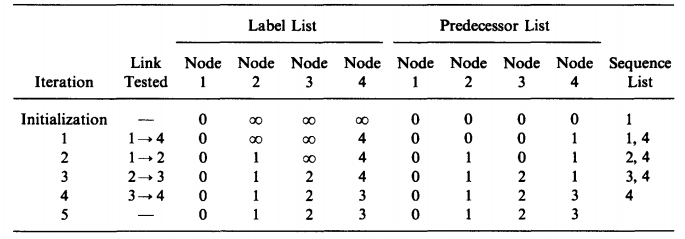 Label List Predecessor List
Link Node Node Node Node Node Node Node Node Sequence
Iteration Tested 1 2 3 4 1 2 3 4 List
Initialization — 0 ∞ ∞ ∞ 0 0 0 0 1
1 1→4 0 ∞ ∞ 4 0 0 0 1 1, 4
2 1→2 0 1 ∞ 4 0 1 0 1 2, 4
3 2→3 0 1 2 4 0 1 2 1 3, 4
4 3→4 0 1 2 3 0 1 2 3 4
5 — 0 1 2 3 0 1 2 3